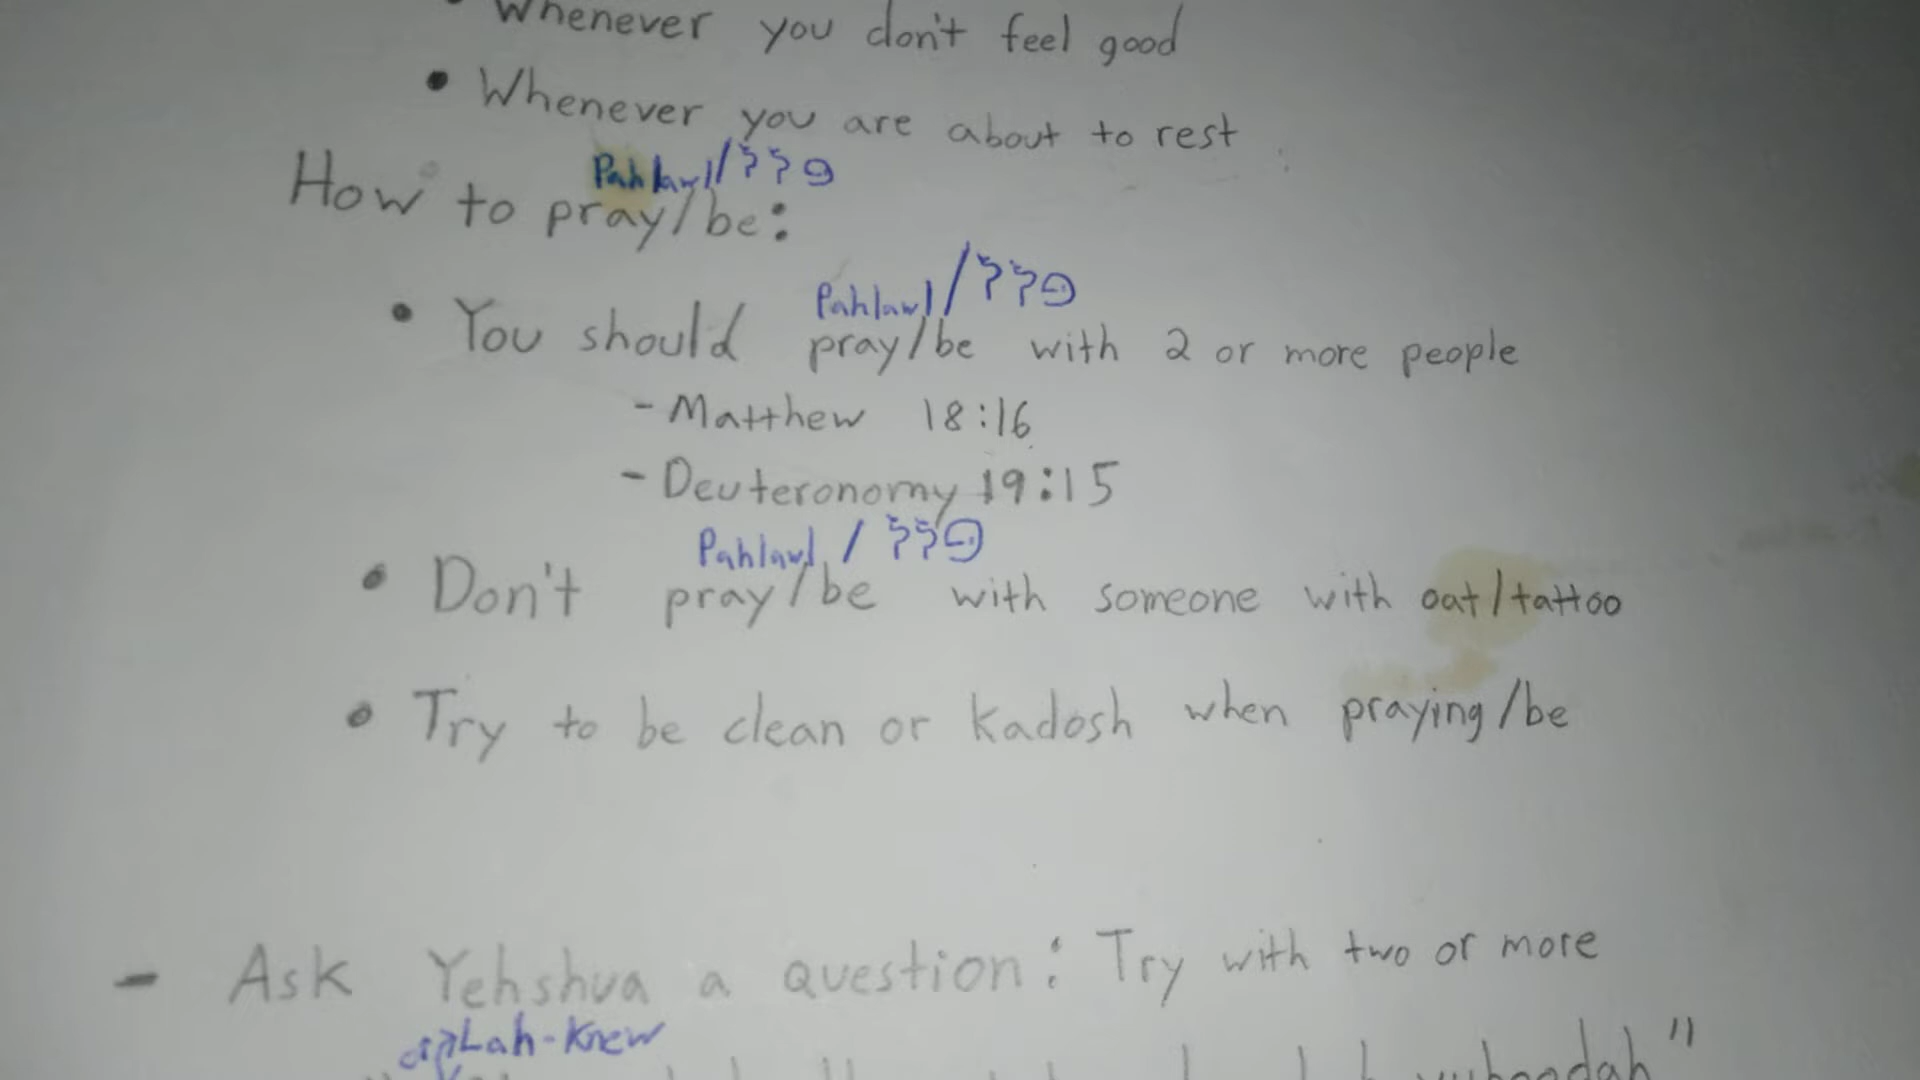 • Whenever you don't feel good
• Whenever you are about to rest
Pahlawl/
How to pray/be:
Pahlawl/
• You should pray/be with 2 or more people
- Matthew 18:16
- Deuteronomy 19:15
Pahlawl /
• Don't pray/be with someone with oat/tattoo
• Try to be clean or Kadosh when praying/be
- Ask Yehshua a question: Try with two or more
Lah-Knew